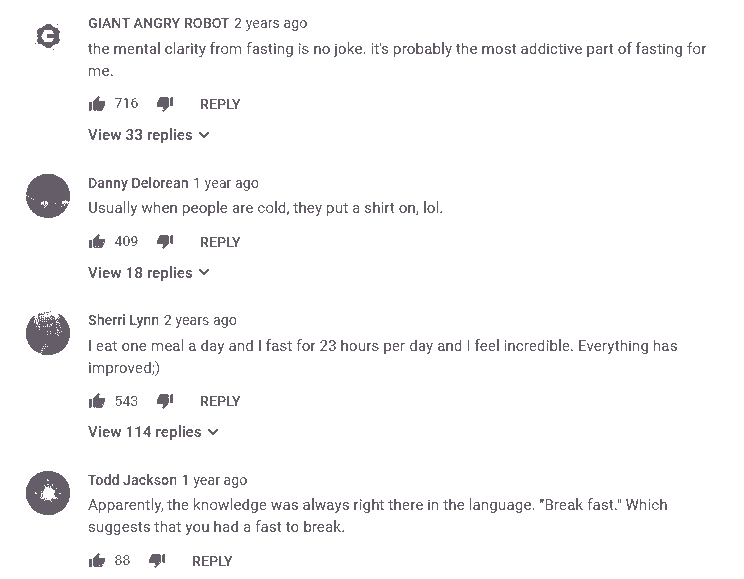 GIANT ANGRY ROBOT 2 years ago
the mental clarity from fasting is no joke. it's probably the most addictive part of fasting for
me.
716 REPLY
View 33 replies
Danny Delorean 1 year ago
Usually when people are cold, they put a shirt on, lol.
409 REPLY
View 18 replies
Sherri Lynn 2 years ago
I eat one meal a day and I fast for 23 hours per day and I feel incredible. Everything has
improved;)
543 REPLY
View 114 replies
Todd Jackson 1 year ago
Apparently, the knowledge was always right there in the language. "Break fast." Which
suggests that you had a fast to break.
88 REPLY